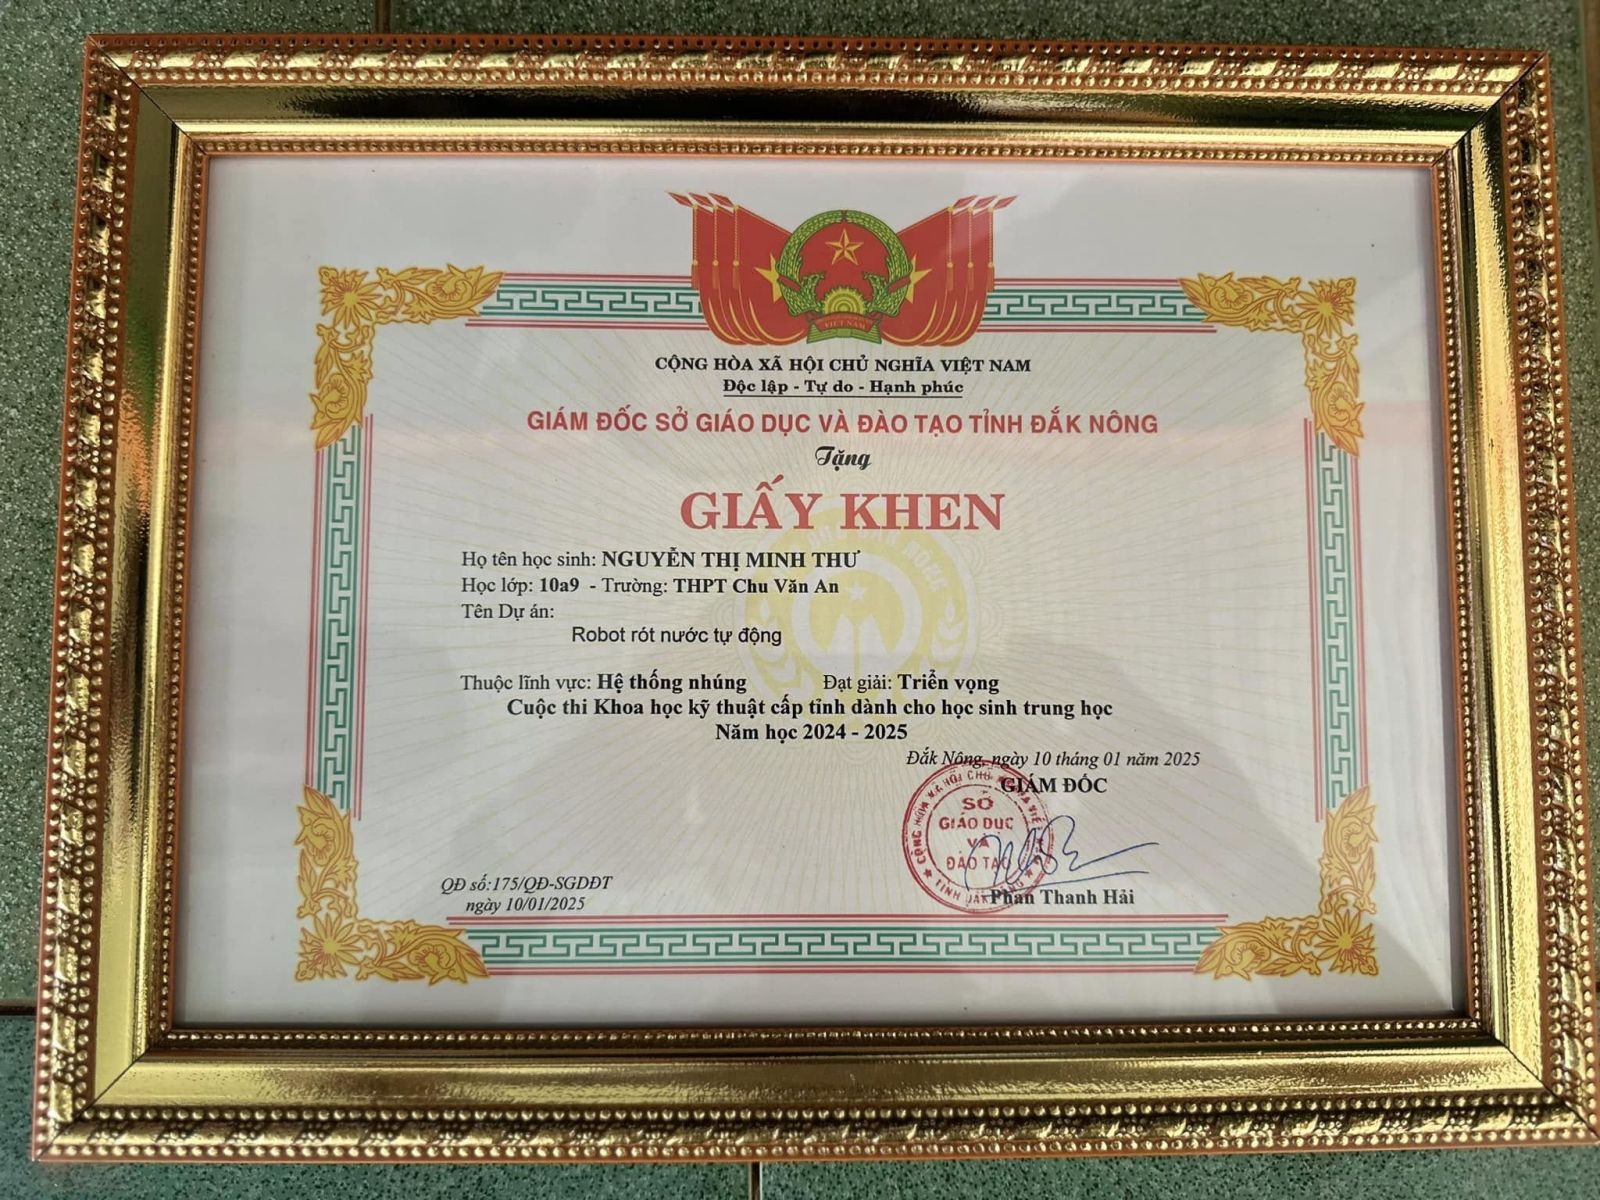 VIỆT NAM
CỘNG HÒA XÃ HỘI CHỦ NGHĨA VIỆT NAM
Độc lập - Tự do - Hạnh phúc
GIÁM ĐỐC SỞ GIÁO DỤC VÀ ĐÀO TẠO TỈNH ĐẮK NÔNG
Tặng
GIẤY KHEN
Họ tên học sinh: NGUYỄN THỊ MINH THƯ
Học lớp: 10a9 - Trường: THPT Chu Văn An
Tên Dự án:
Robot rót nước tự động
Thuộc lĩnh vực: Hệ thống nhúng Đạt giải: Triển vọng
Cuộc thi Khoa học kỹ thuật cấp tỉnh dành cho học sinh trung học
Năm học 2024 - 2025
Đắk Nông, ngày 10 tháng 01 năm 2025
GIÁM ĐỐC
SỞ
GIÁO DỤC
VÀ
ĐÀO TẠO
Phan Thanh Hải
QĐ số:175/QĐ-SGDĐT
ngày 10/01/2025